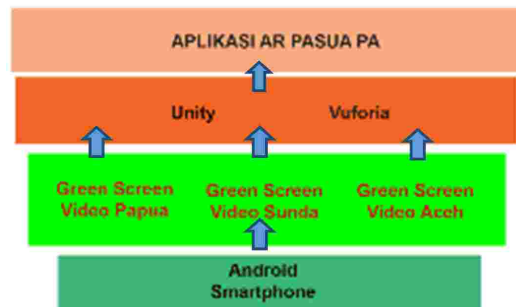 APLIKASI AR PASUA PA
Unity Vuforia
Green Screen Green Screen Green Screen
Video Papua Video Sunda Video Aceh
Android
Smartphone